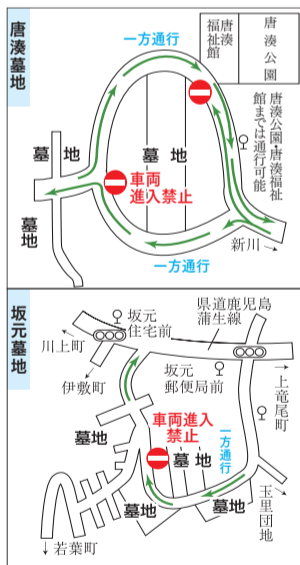 唐湊墓地
一方通行
唐湊
福祉館
唐湊公園
墓地
墓地
車両
進入禁止
墓地
唐湊公園・唐湊福祉
館までは通行可能
新川
一方通行
坂元墓地
坂元
住宅前
県道鹿児島
蒲生線
川上町
伊敷町
坂元
郵便局前
上竜尾町
車両進入
禁止
一方通行
墓地
墓地
墓地
墓地
玉里団地
若葉町